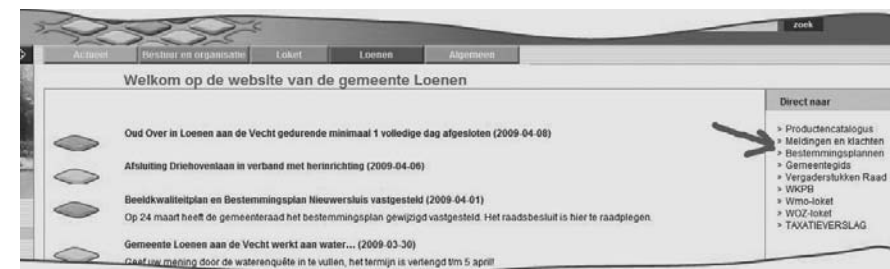 zoek
Actueel
Bestuur en organisatie
Loket
Loenen
Algemeen
Welkom op de website van de gemeente Loenen
Oud Over in Loenen aan de Vecht gedurende minimaal 1 volledige dag afgesloten (2009-04-08)
Afsluiting Driehovenlaan in verband met herinrichting (2009-04-06)
Beeldkwaliteitplan en Bestemmingsplan Nieuwersluis vastgesteld (2009-04-01)
Op 24 maart heeft de gemeenteraad het bestemmingsplan gewijzigd vastgesteld. Het raadsbesluit is hier te raadplegen.
Gemeente Loenen aan de Vecht werkt aan water... (2009-03-30)
Geef uw mening door de waterenquête in te vullen, het termijn is verlengd t/m 5 april!
Direct naar
> Productencatalogus
> Meldingen en klachten
> Bestemmingsplannen
> Gemeentegids
> Vergaderstukken Raad
> WKPB
> Wmo-loket
> WOZ-loket
> TAXATIEVERSLAG